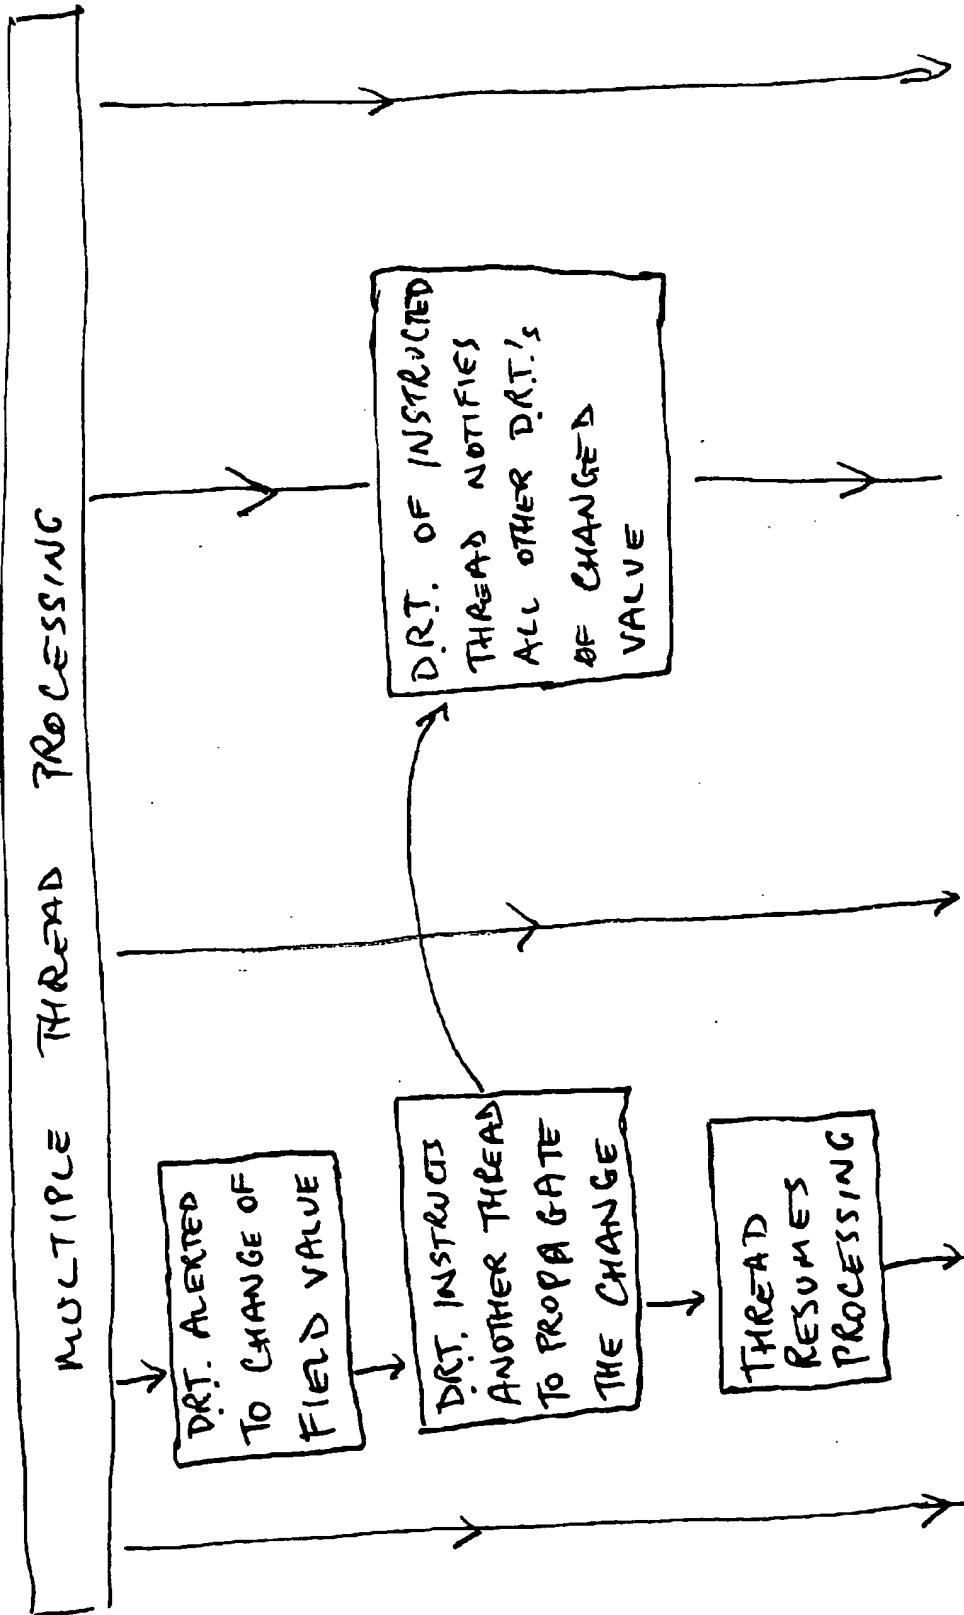 MULTIPLE THREAD PROCESSING
DRT. ALERTED
TO CHANGE OF
FIELD VALUE
DRT. INSTRUCTS
ANOTHER THREAD
TO PROPAGATE
THE CHANGE
THREAD
RESUMES
PROCESSING
D.R.T. OF INSTRUCTED
THREAD NOTIFIES
ALL OTHER D.R.T.'s
OF CHANGED
VALUE